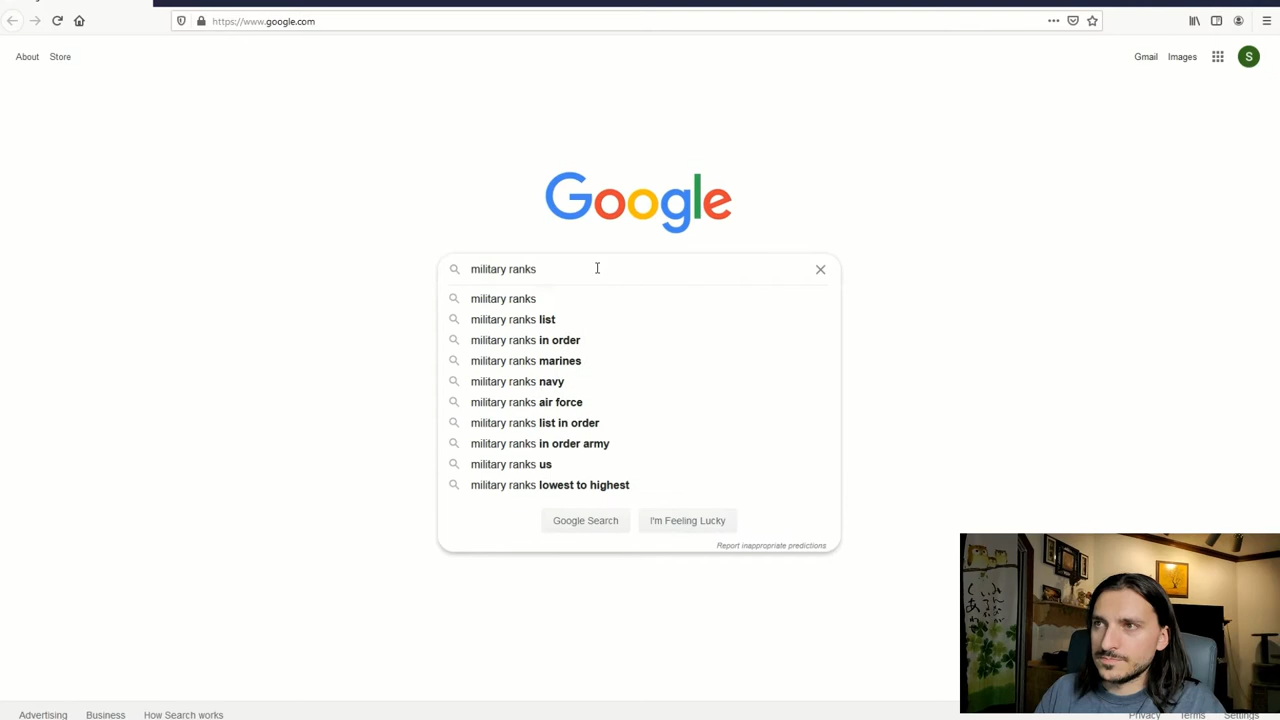 https://www.google.com
About Store
Gmail Images
S
Google
military ranks
military ranks
military ranks list
military ranks in order
military ranks marines
military ranks navy
military ranks air force
military ranks list in order
military ranks in order army
military ranks us
military ranks lowest to highest
Google Search I'm Feeling Lucky
Report inappropriate predictions
Advertising Business How Search works
Privacy Terms Settings